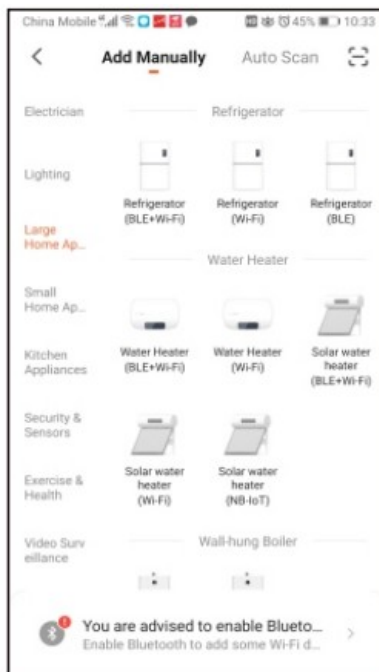 China Mobile 45% 10:33
Add Manually Auto Scan
Electrician
Lighting
Large
Home Ap...
Small
Home Ap...
Kitchen
Appliances
Security &
Sensors
Exercise &
Health
Video Surv
eillance
Refrigerator
Refrigerator
(BLE+Wi-Fi)
Refrigerator
(Wi-Fi)
Refrigerator
(BLE)
Water Heater
Water Heater
(BLE+Wi-Fi)
Water Heater
(Wi-Fi)
Solar water
heater
(BLE+Wi-Fi)
Solar water
heater
(Wi-Fi)
Solar water
heater
(NB-IoT)
Wall-hung Boiler
You are advised to enable Blueto...
Enable Bluetooth to add some Wi-Fi d...